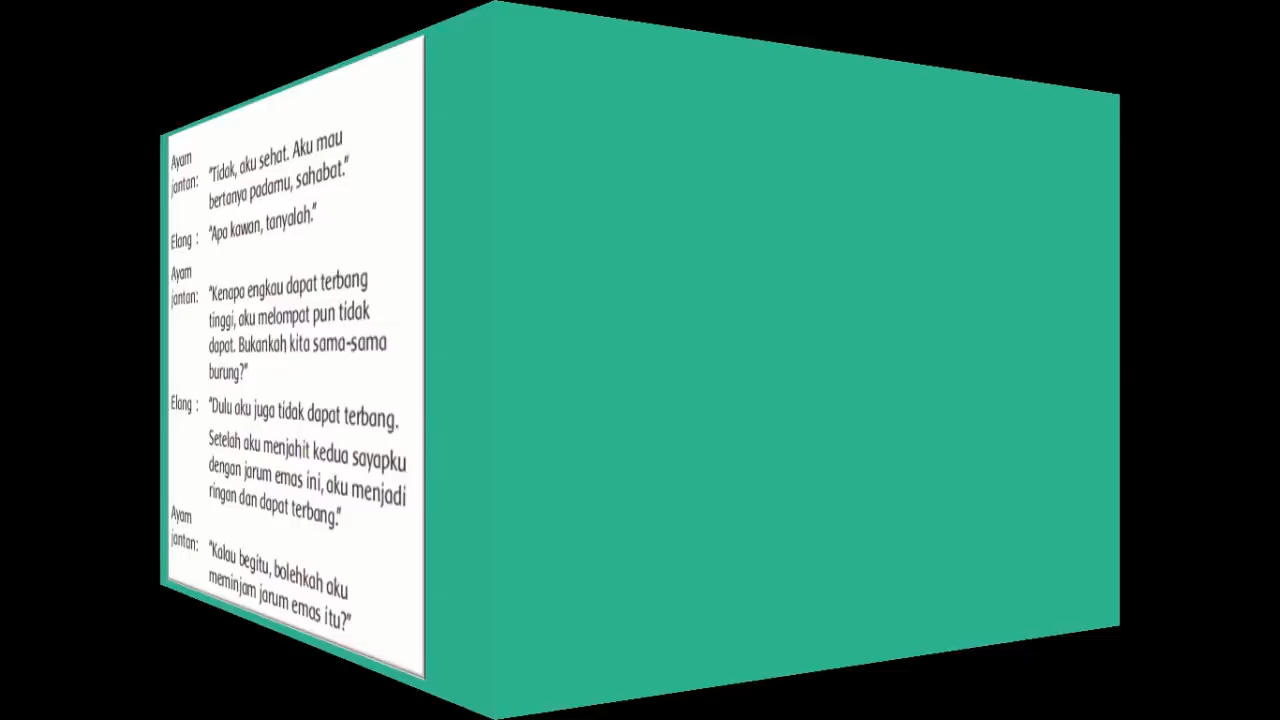 Ayam
jantan: "Tidak, aku sehat. Aku mau
bertanya padamu, sahabat."
Elang : "Apa kawan, tanyalah."
Ayam
jantan: "Kenapa engkau dapat terbang
tinggi, aku melompat pun tidak
dapat. Bukankah kita sama-sama
burung?"
Elang : "Dulu aku juga tidak dapat terbang.
Setelah aku menjahit kedua sayapku
dengan jarum emas ini, aku menjadi
ringan dan dapat terbang."
Ayam
jantan: "Kalau begitu, bolehkah aku
meminjam jarum emas itu?"